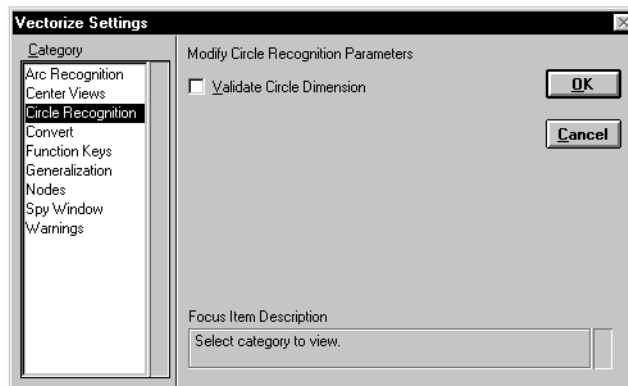 Vectorize Settings
Category
Arc Recognition
Center Views
Circle Recognition
Convert
Function Keys
Generalization
Nodes
Spy Window
Warnings
Modify Circle Recognition Parameters
Validate Circle Dimension
OK
Cancel
Focus Item Description
Select category to view.